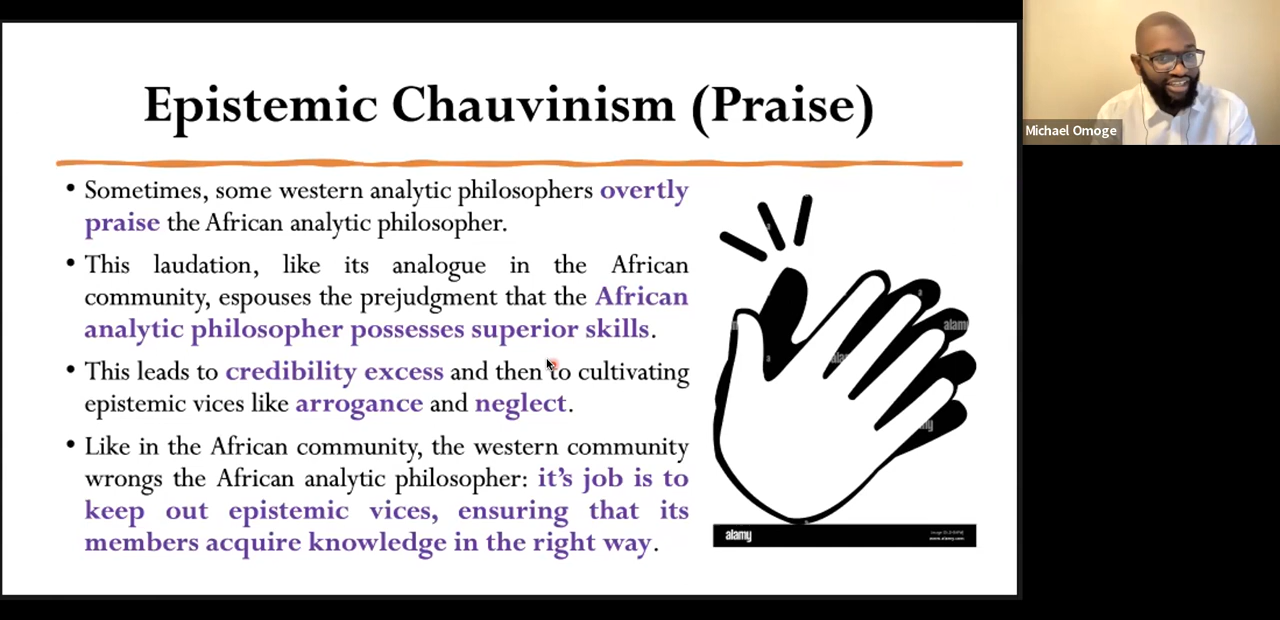 Epistemic Chauvinism (Praise)
• Sometimes, some western analytic philosophers overtly
praise the African analytic philosopher.
• This laudation, like its analogue in the African
community, espouses the prejudgment that the African
analytic philosopher possesses superior skills.
• This leads to credibility excess and then to cultivating
epistemic vices like arrogance and neglect.
• Like in the African community, the western community
wrongs the African analytic philosopher: it's job is to
keep out epistemic vices, ensuring that its
members acquire knowledge in the right way.
alamy
www.alamy.com
Michael Omoge